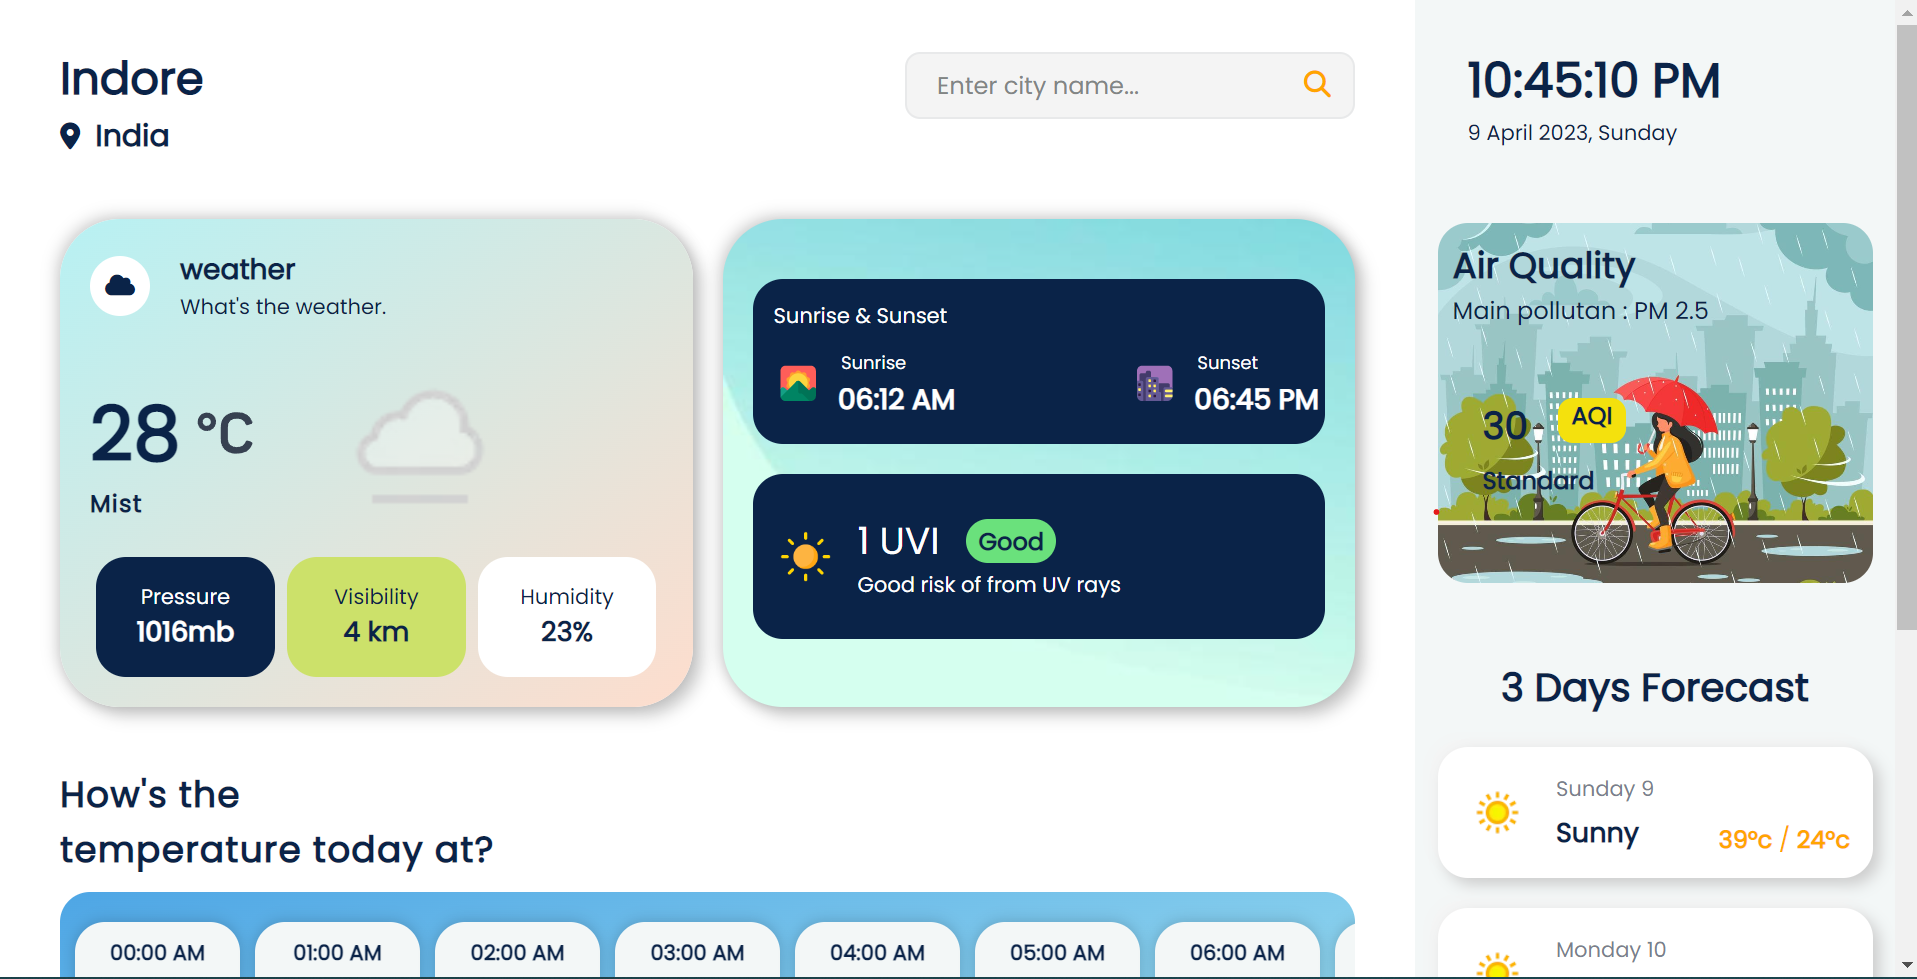 Indore
India
Enter city name...
10:45:10 PM
9 April 2023, Sunday
weather
What's the weather.
28 °C
Mist
Pressure
1016mb
Visibility
4 km
Humidity
23%
Sunrise & Sunset
Sunrise
06:12 AM
Sunset
06:45 PM
1 UVI
Good
Good risk of from UV rays
Air Quality
Main pollutan : PM 2.5
30
AQI
Standard
3 Days Forecast
Sunday 9
Sunny
39°c / 24°c
Monday 10
How's the
temperature today at?
00:00 AM
01:00 AM
02:00 AM
03:00 AM
04:00 AM
05:00 AM
06:00 AM